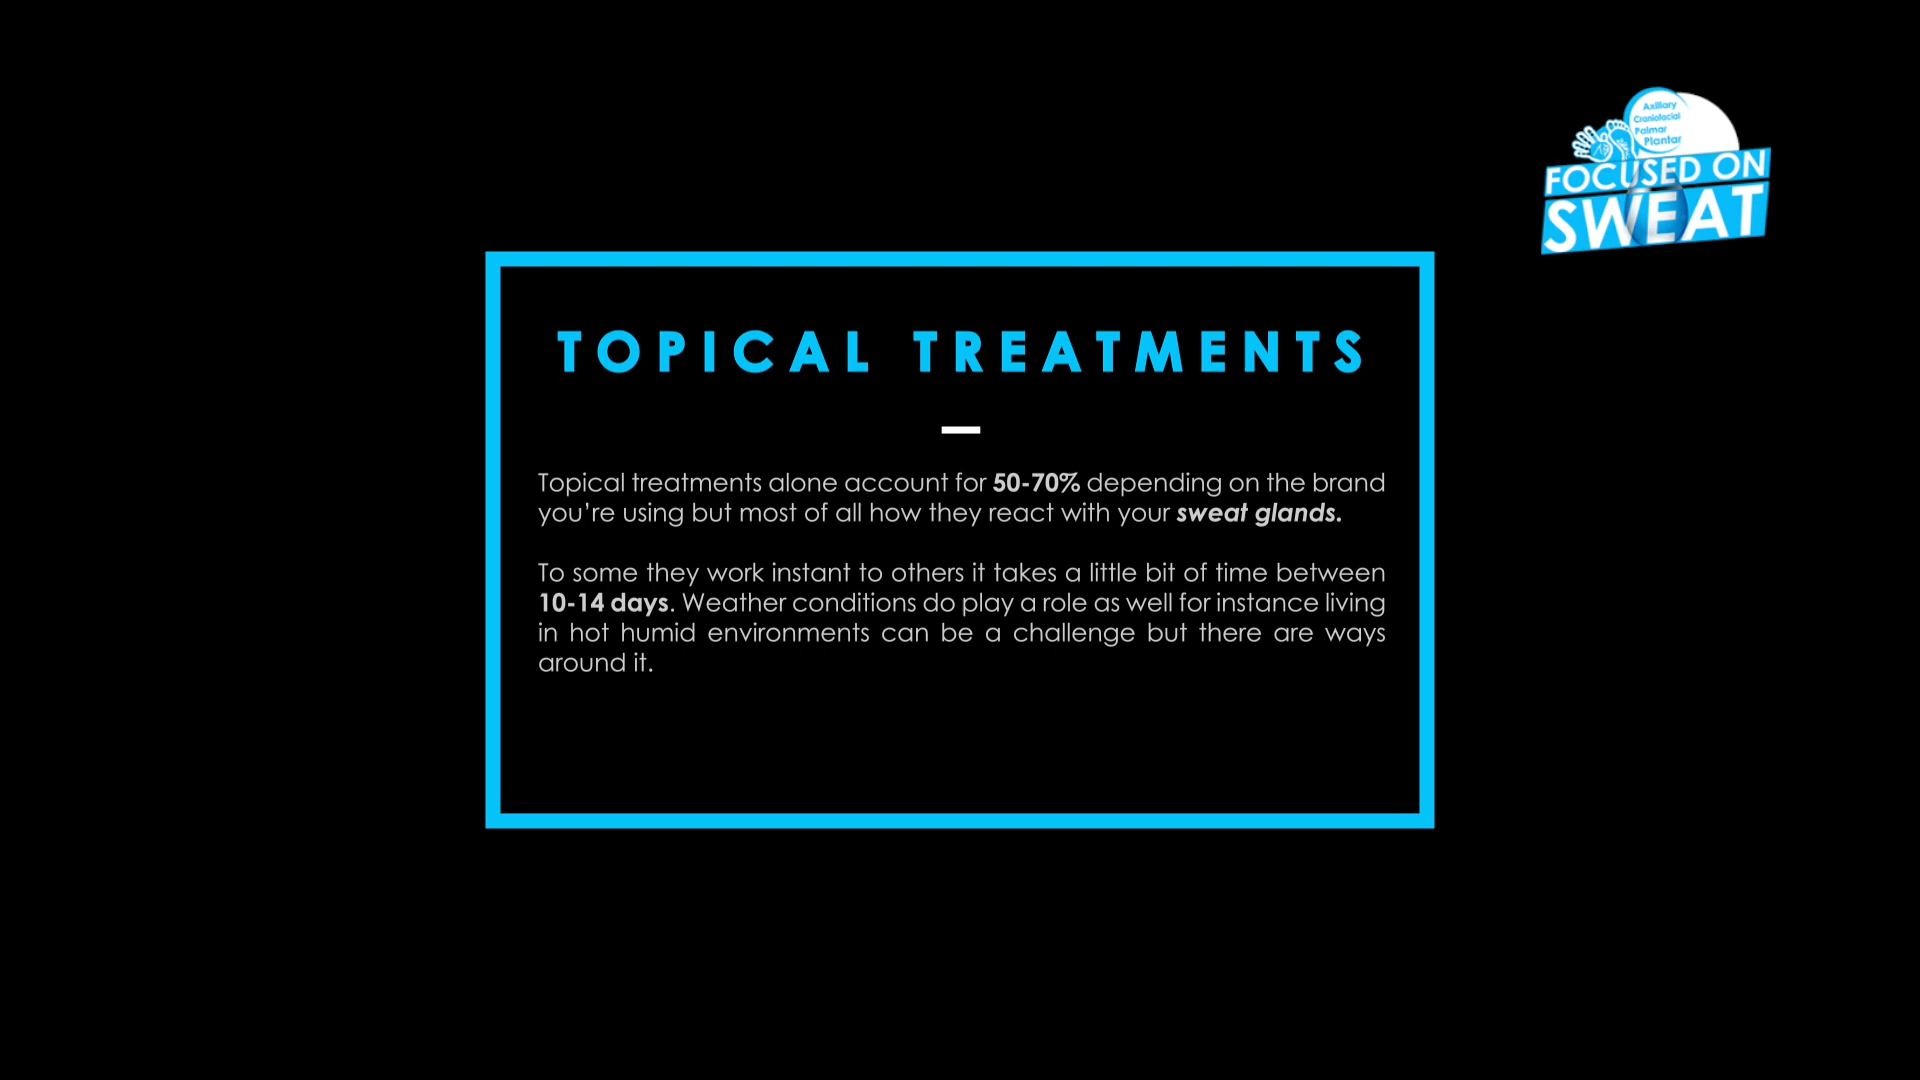 Axillary
Craniofacial
Palmar
Plantar
FOCUSED ON
SWEAT
TOPICAL TREATMENTS
Topical treatments alone account for 50-70% depending on the brand
you’re using but most of all how they react with your sweat glands.
To some they work instant to others it takes a little bit of time between
10-14 days. Weather conditions do play a role as well for instance living
in hot humid environments can be a challenge but there are ways
around it.